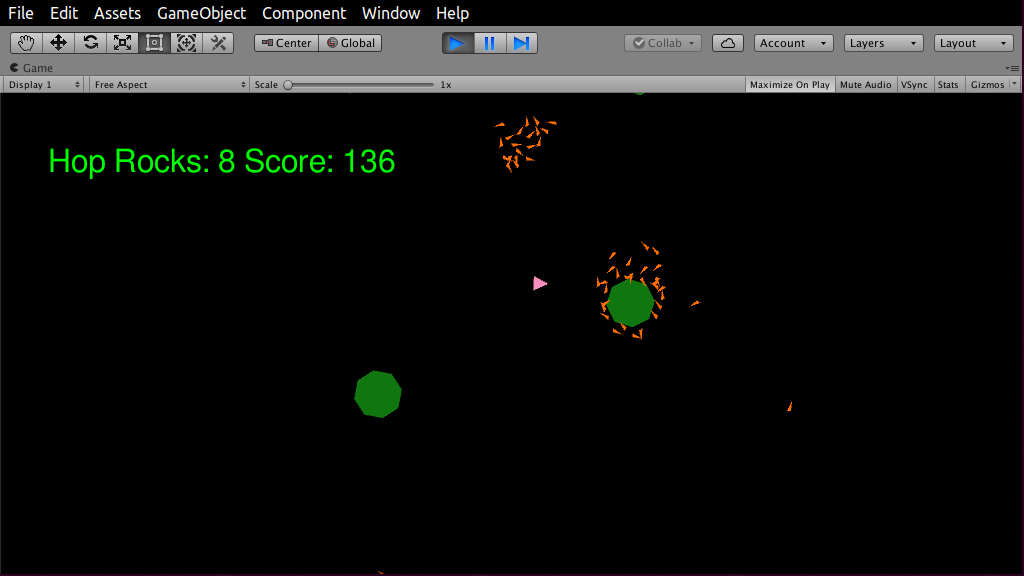 File Edit Assets GameObject Component Window Help
Center Global Collab Account Layers Layout
Game
Display 1 Free Aspect Scale 1x Maximize On Play Mute Audio VSync Stats Gizmos
Hop Rocks: 8 Score: 136